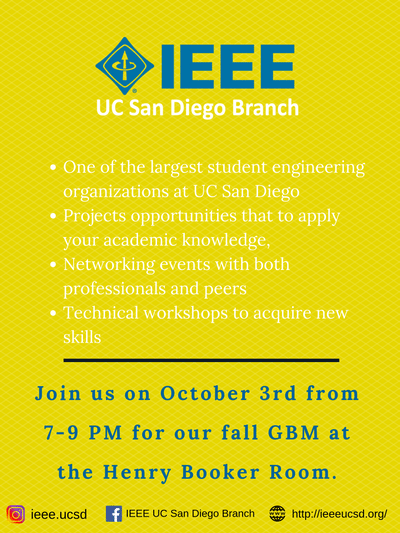 IEEE
UC San Diego Branch
• One of the largest student engineering
organizations at UC San Diego
• Projects opportunities that to apply
your academic knowledge,
• Networking events with both
professionals and peers
• Technical workshops to acquire new
skills
Join us on October 3rd from
7-9 PM for our fall GBM at
the Henry Booker Room.
ieee.ucsd IEEE UC San Diego Branch http://ieeeucsd.org/